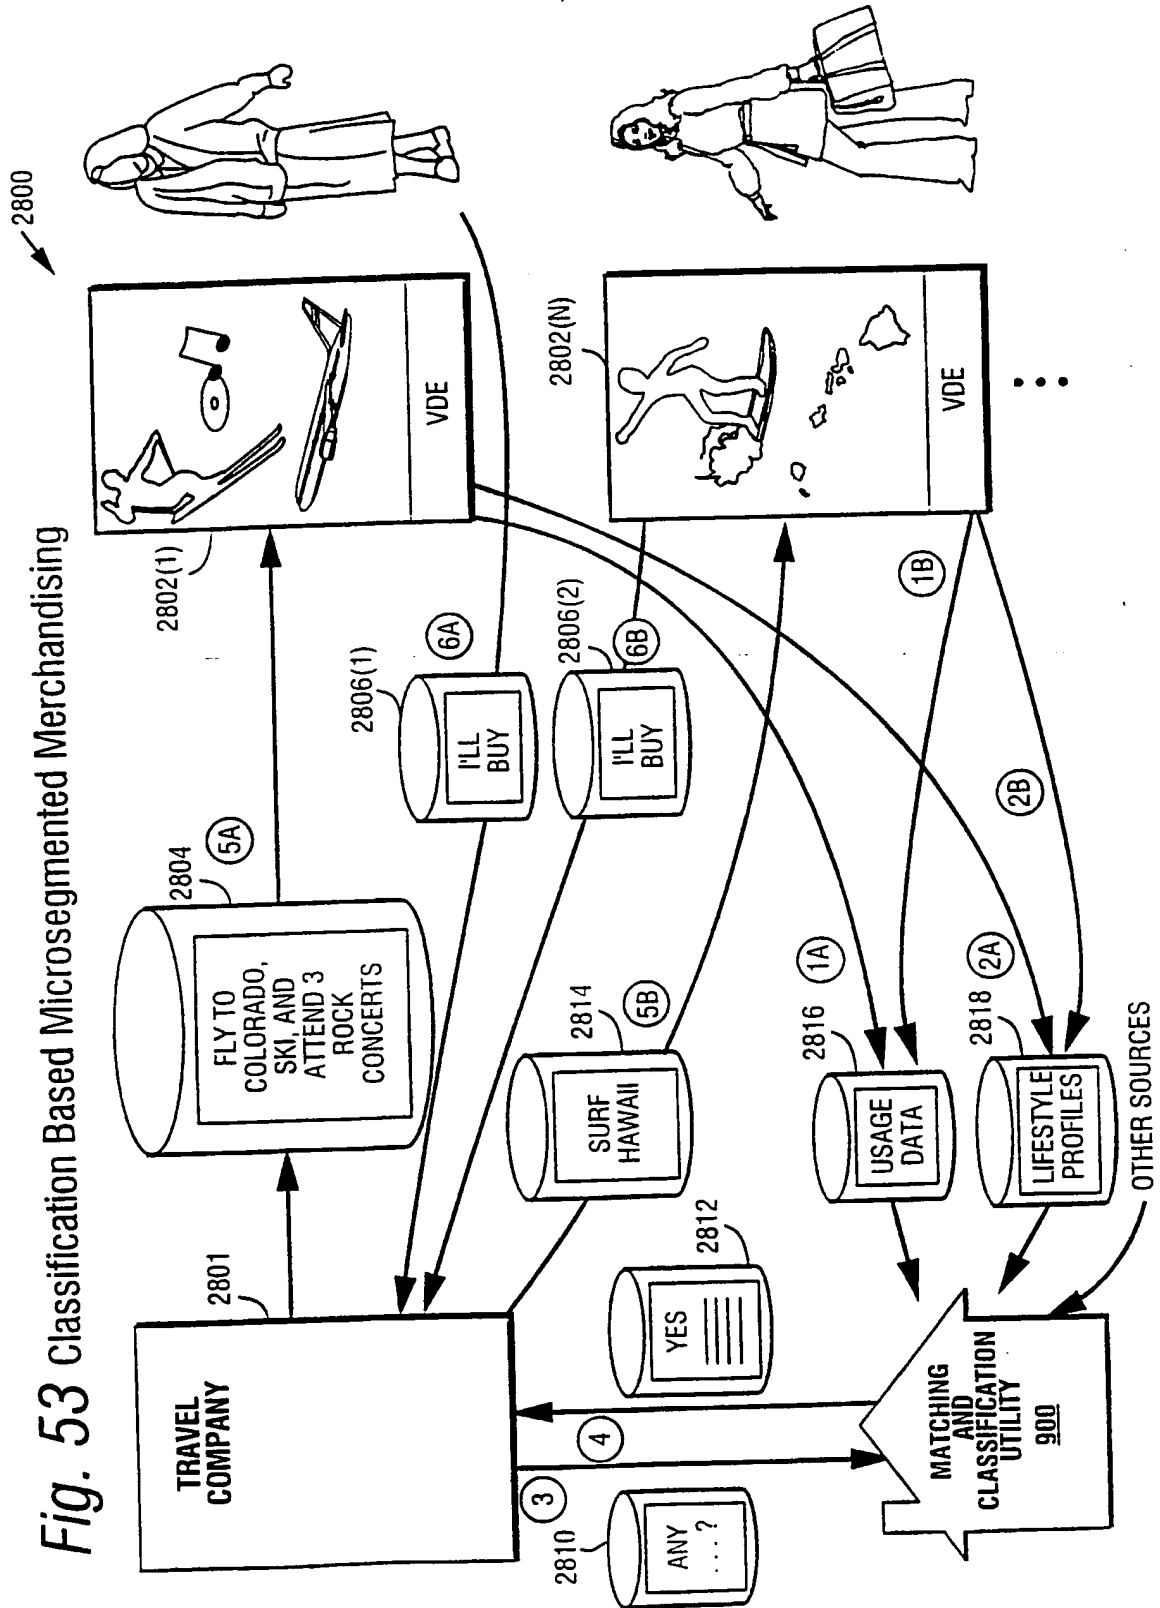 Fig. 53 Classification Based Microsegmented Merchandising
2800
TRAVEL
COMPANY
2801
FLY TO
COLORADO,
SKI, AND
ATTEND 3
ROCK
CONCERTS
2804
5A
2802(1)
VDE
2806(1)
I'LL
BUY
6A
2806(2)
I'LL
BUY
6B
2802(N)
VDE
SURF
HAWAII
2814
5B
3
4
2810
ANY
....?
YES
2812
MATCHING
AND
CLASSIFICATION
UTILITY
900
USAGE
DATA
2816
1A
1B
LIFESTYLE
PROFILES
2818
2A
2B
OTHER SOURCES